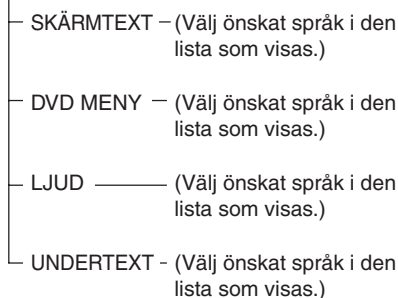 SKÄRMTEXT (Välj önskat språk i den
lista som visas.)
DVD MENY (Välj önskat språk i den
lista som visas.)
LJUD (Välj önskat språk i den
lista som visas.)
UNDERTEXT (Välj önskat språk i den
lista som visas.)